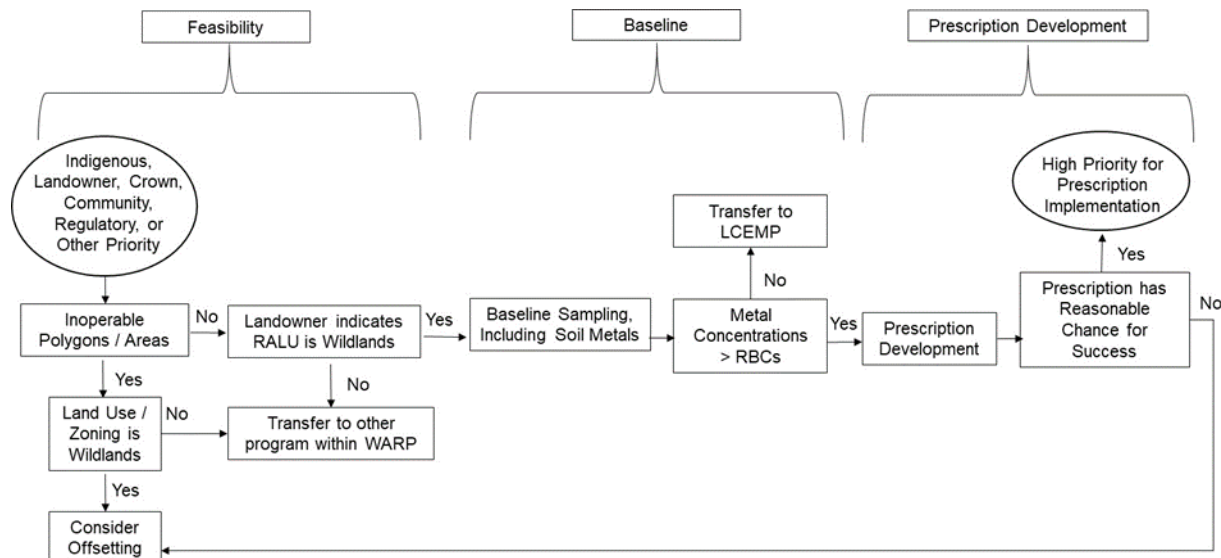 Feasibility
Baseline
Prescription Development
Indigenous,
Landowner, Crown,
Community,
Regulatory, or
Other Priority
High Priority for
Prescription
Implementation
Transfer to
LCEMP
Yes
No
Inoperable
Polygons / Areas
No
Landowner indicates
RALU is Wildlands
Yes
Baseline Sampling,
Including Soil Metals
Metal
Concentrations
> RBCs
Yes
Prescription
Development
Prescription has
Reasonable
Chance for
Success
No
Yes
No
Land Use /
Zoning is
Wildlands
No
Transfer to other
program within WARP
Yes
Consider
Offsetting